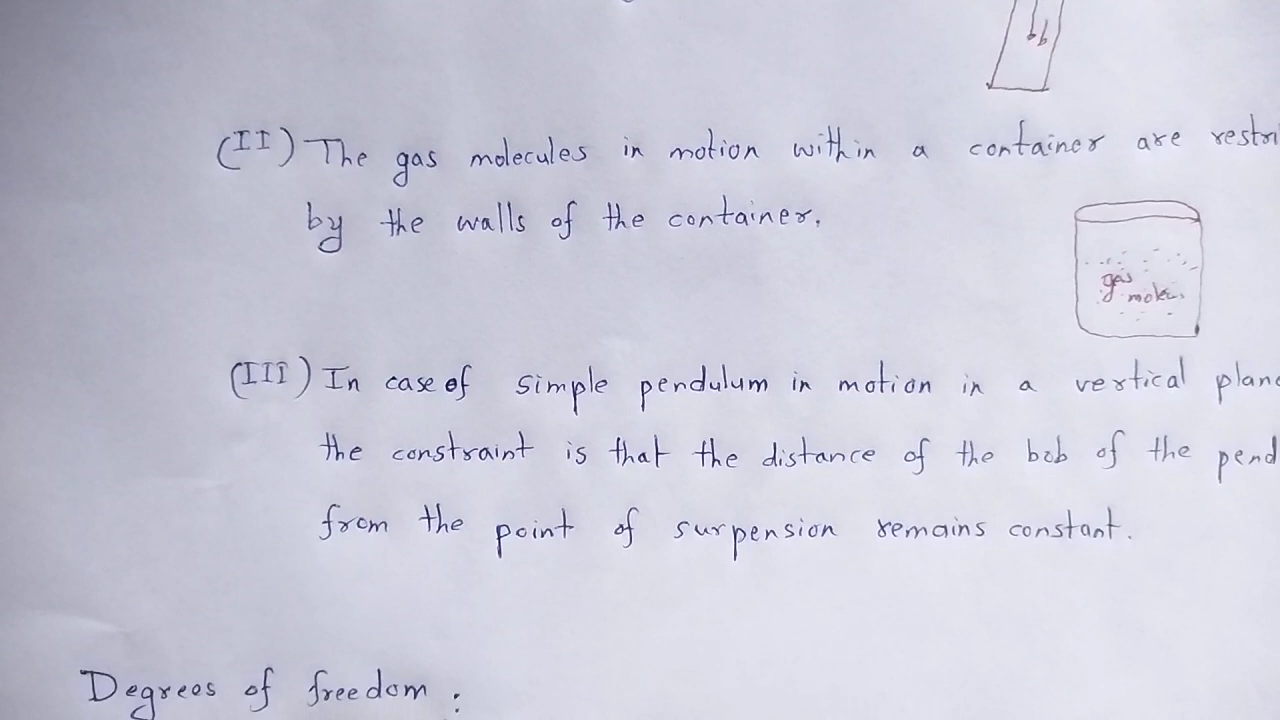 (II) The gas molecules in motion within a container are restri
by the walls of the container.
gas
molec.
(III) In case of simple pendulum in motion in a vertical plane
the constraint is that the distance of the bob of the pend
from the point of surpension remains constant.
Degrees of freedom :